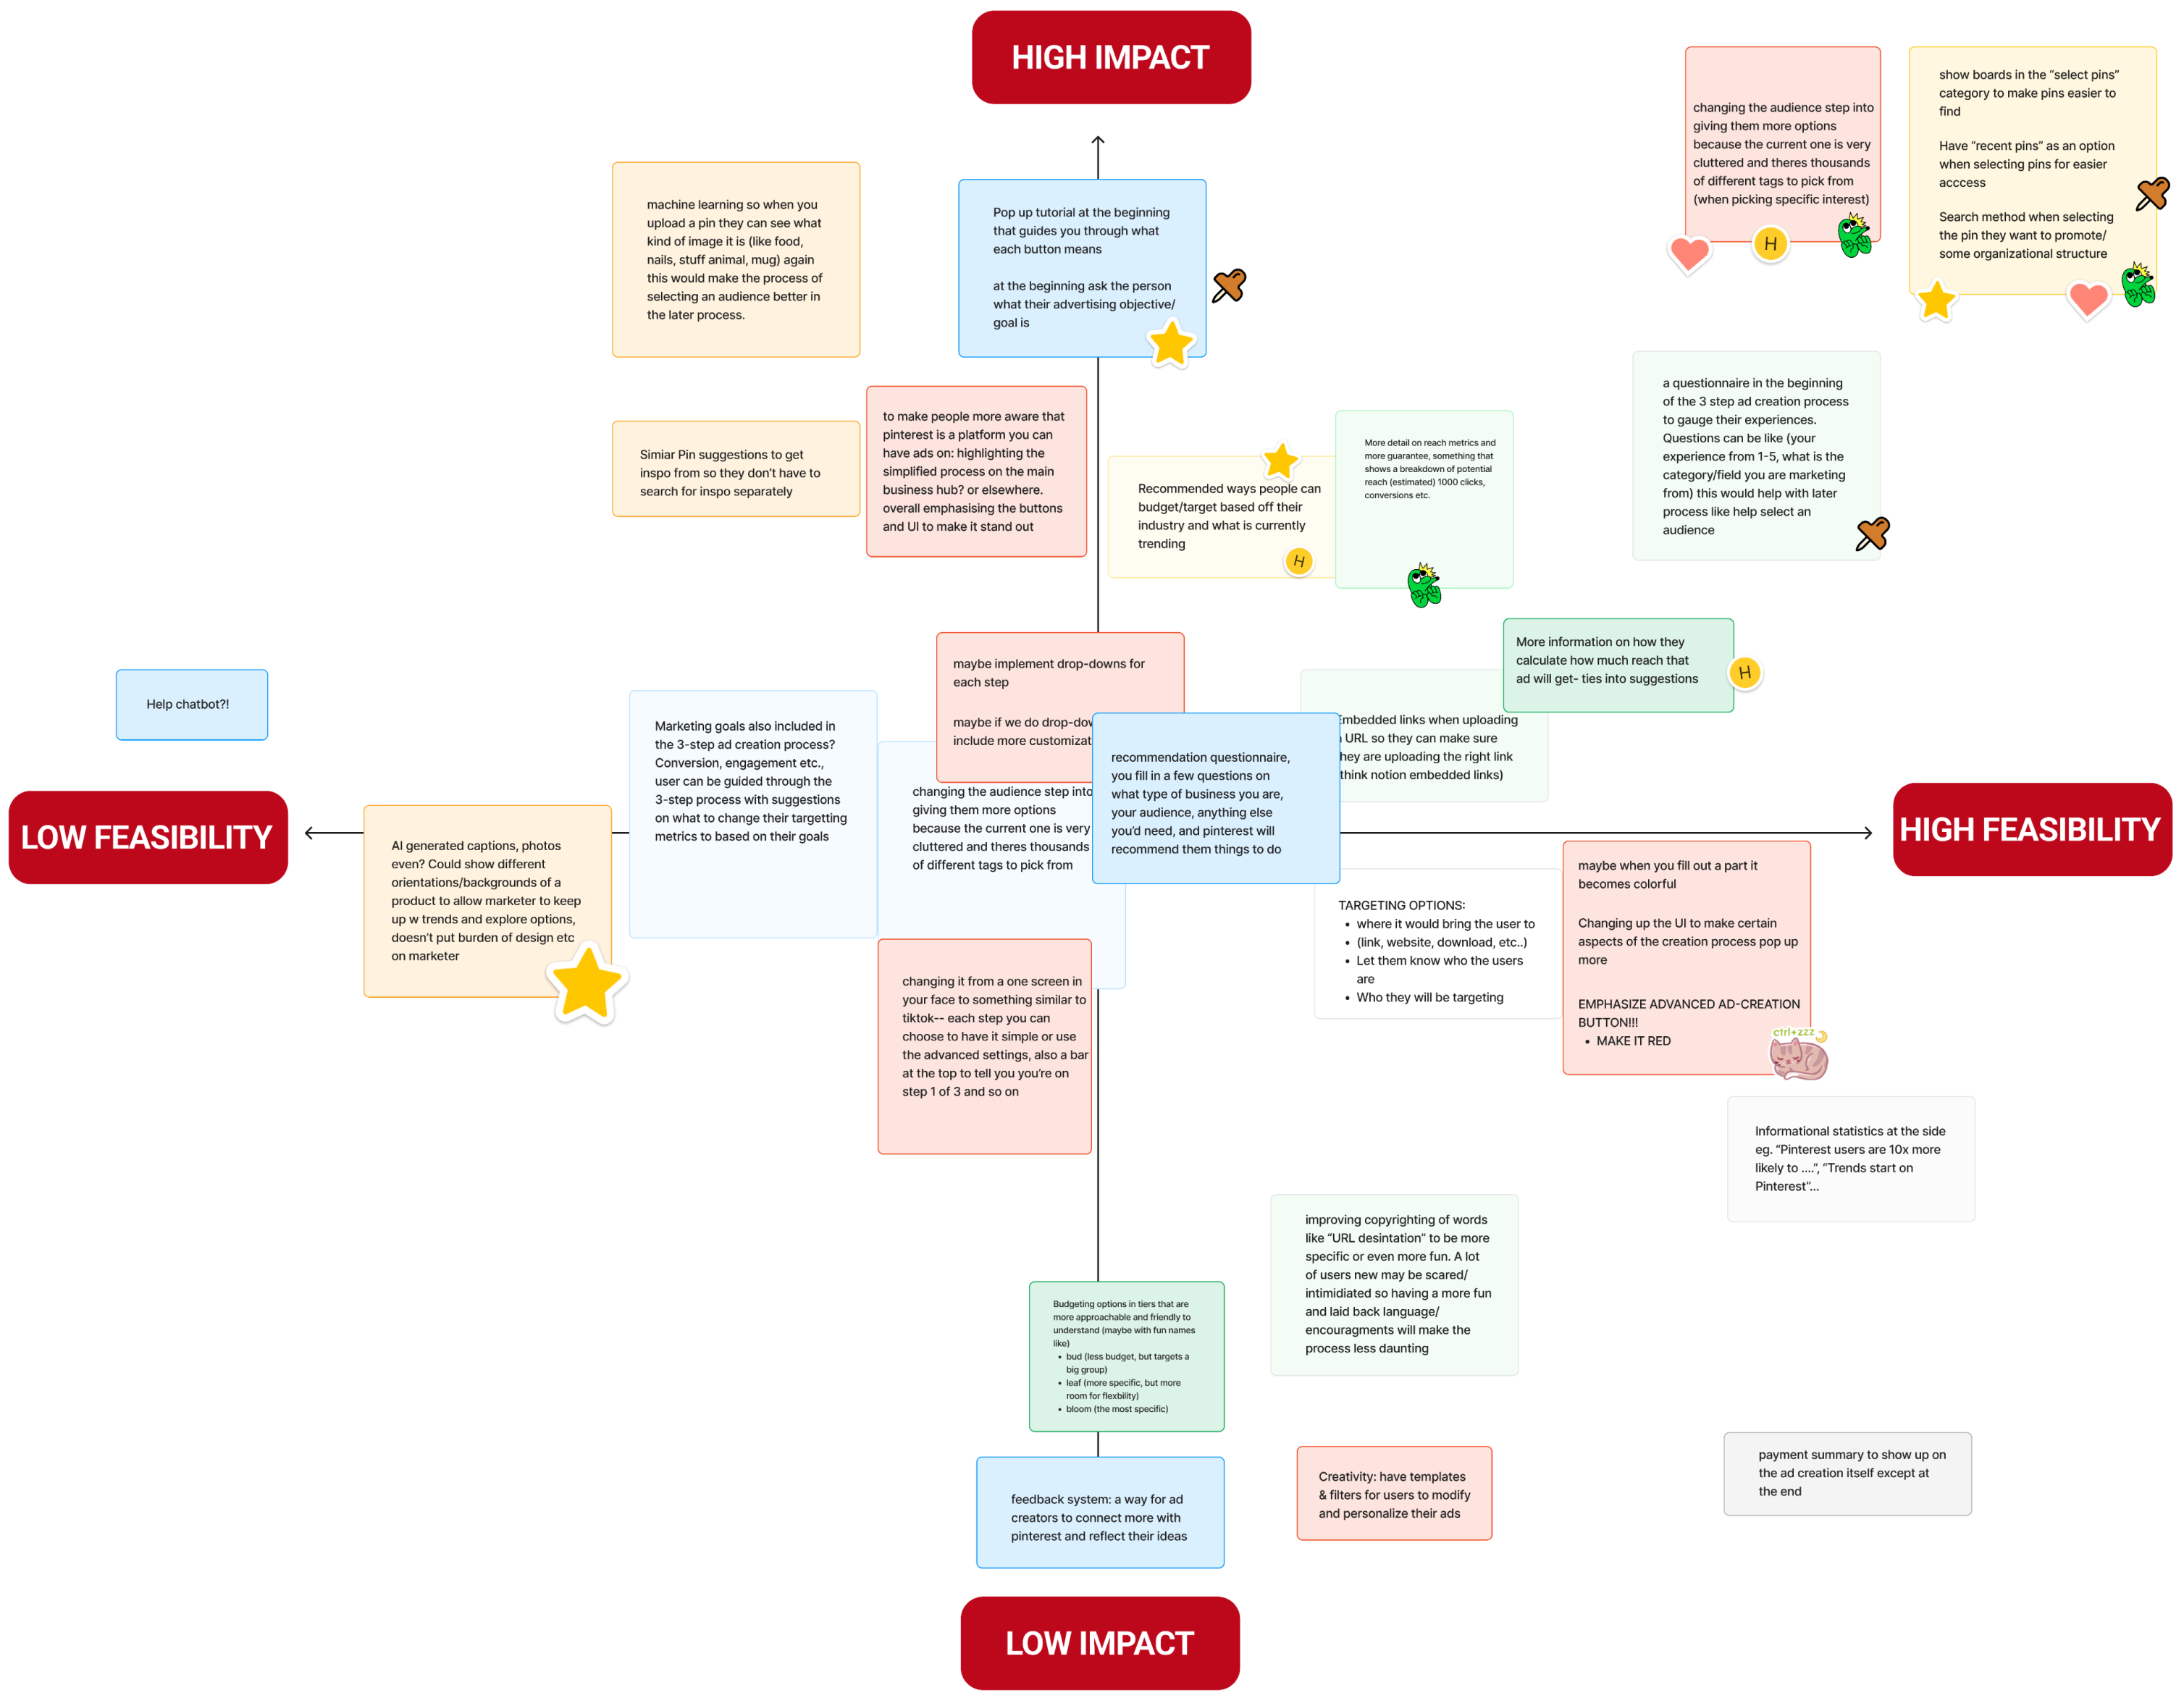 HIGH IMPACT
changing the audience step into
giving them more options
because the current one is very
cluttered and theres thousands
of different tags to pick from
(when picking specific interest)
H
show boards in the “select pins”
category to make pins easier to
find
Have “recent pins” as an option
when selecting pins for easier
acccess
Search method when selecting
the pin they want to promote/
some organizational structure
machine learning so when you
upload a pin they can see what
kind of image it is (like food,
nails, stuff animal, mug) again
this would make the process of
selecting an audience better in
the later process.
Pop up tutorial at the beginning
that guides you through what
each button means
at the beginning ask the person
what their advertising objective/
goal is
Simiar Pin suggestions to get
inspo from so they don’t have to
search for inspo separately
to make people more aware that
pinterest is a platform you can
have ads on: highlighting the
simplified process on the main
business hub? or elsewhere.
overall emphasising the buttons
and UI to make it stand out
Recommended ways people can
budget/target based off their
industry and what is currently
trending
H
More detail on reach metrics and
more guarantee, something that
shows a breakdown of potential
reach (estimated) 1000 clicks,
conversions etc.
a questionnaire in the beginning
of the 3 step ad creation process
to gauge their experiences.
Questions can be like (your
experience from 1-5, what is the
category/field you are marketing
from) this would help with later
process like help select an
audience
More information on how they
calculate how much reach that
ad will get- ties into suggestions
H
Help chatbot?!
Marketing goals also included in
the 3-step ad creation process?
Conversion, engagement etc.,
user can be guided through the
3-step process with suggestions
on what to change their targetting
metrics to based on their goals
maybe implement drop-downs for
each step
maybe if we do drop-dow
include more customizat
changing the audience step into
giving them more options
because the current one is very
cluttered and theres thousands
of different tags to pick from
recommendation questionnaire,
you fill in a few questions on
what type of business you are,
your audience, anything else
you’d need, and pinterest will
recommend them things to do
Embedded links when uploading
URL so they can make sure
they are uploading the right link
think notion embedded links)
LOW FEASIBILITY
HIGH FEASIBILITY
AI generated captions, photos
even? Could show different
orientations/backgrounds of a
product to allow marketer to keep
up w trends and explore options,
doesn’t put burden of design etc
on marketer
changing it from a one screen in
your face to something similar to
tiktok-- each step you can
choose to have it simple or use
the advanced settings, also a bar
at the top to tell you you’re on
step 1 of 3 and so on
TARGETING OPTIONS:
• where it would bring the user to
• (link, website, download, etc..)
• Let them know who the users
are
• Who they will be targeting
maybe when you fill out a part it
becomes colorful
Changing up the UI to make certain
aspects of the creation process pop up
more
EMPHASIZE ADVANCED AD-CREATION
BUTTON!!!
• MAKE IT RED
ctrl+zzz
Informational statistics at the side
eg. “Pinterest users are 10x more
likely to ....”, “Trends start on
Pinterest”...
improving copyrighting of words
like “URL desintation” to be more
specific or even more fun. A lot
of users new may be scared/
intimidiated so having a more fun
and laid back language/
encouragments will make the
process less daunting
Budgeting options in tiers that are
more approachable and friendly to
understand (maybe with fun names
like)
• bud (less budget, but targets a
big group)
• leaf (more specific, but more
room for flexbility)
• bloom (the most specific)
feedback system: a way for ad
creators to connect more with
pinterest and reflect their ideas
Creativity: have templates
& filters for users to modify
and personalize their ads
payment summary to show up on
the ad creation itself except at
the end
LOW IMPACT